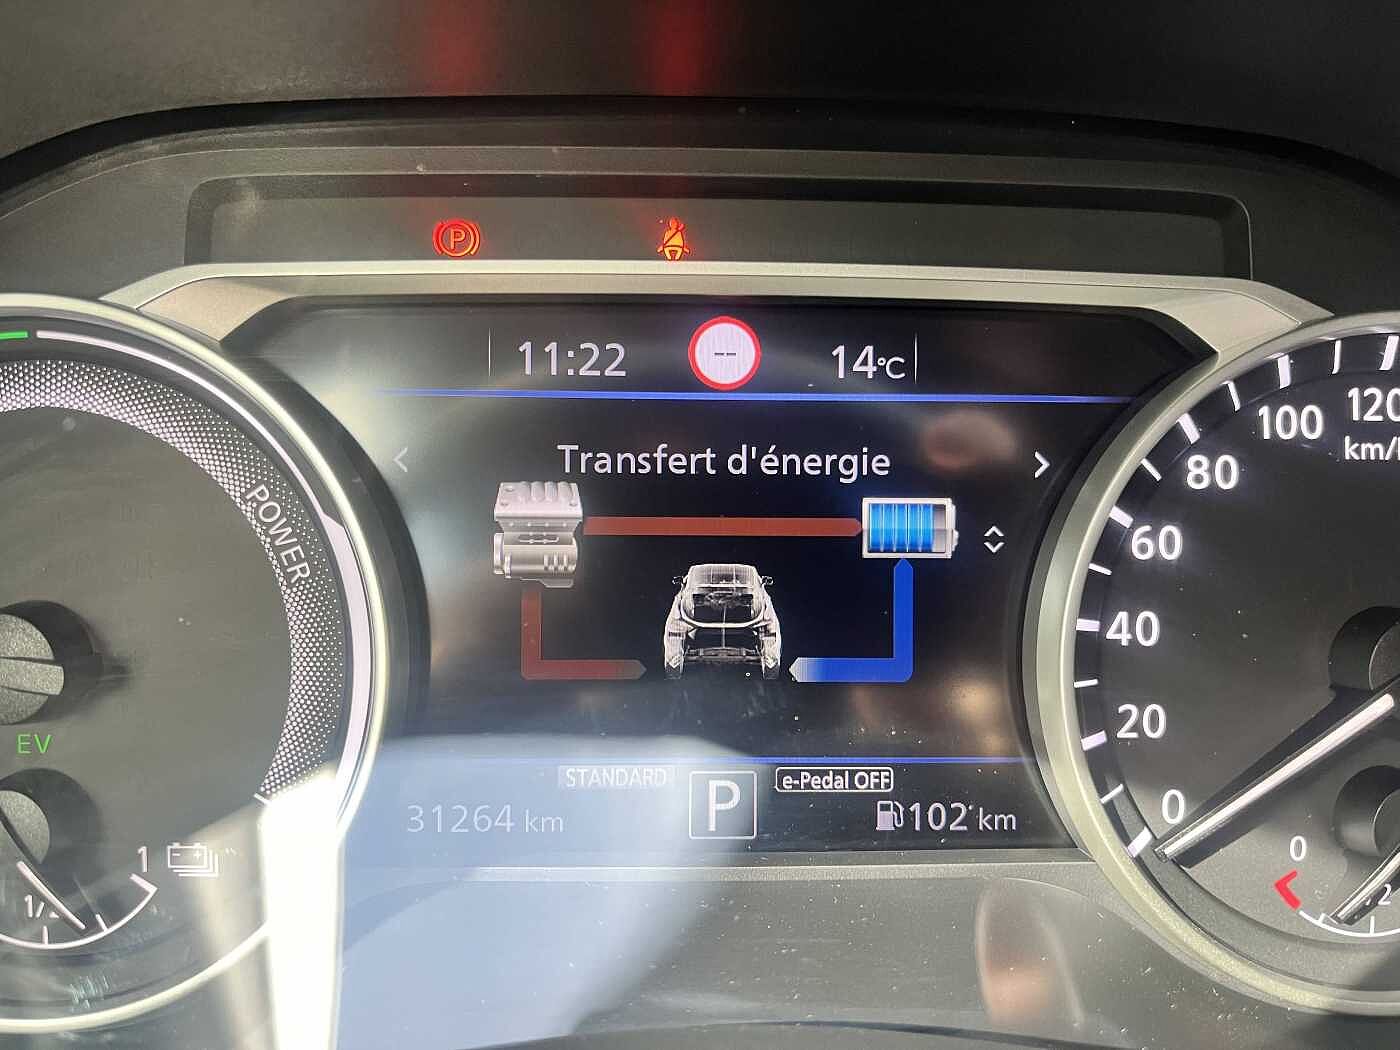 P
11:22
--
14°C
Transfert d'énergie
POWER
EV
1
STANDARD
P
e-Pedal OFF
31264 km
102 km
0
20
40
60
80
100
120
0